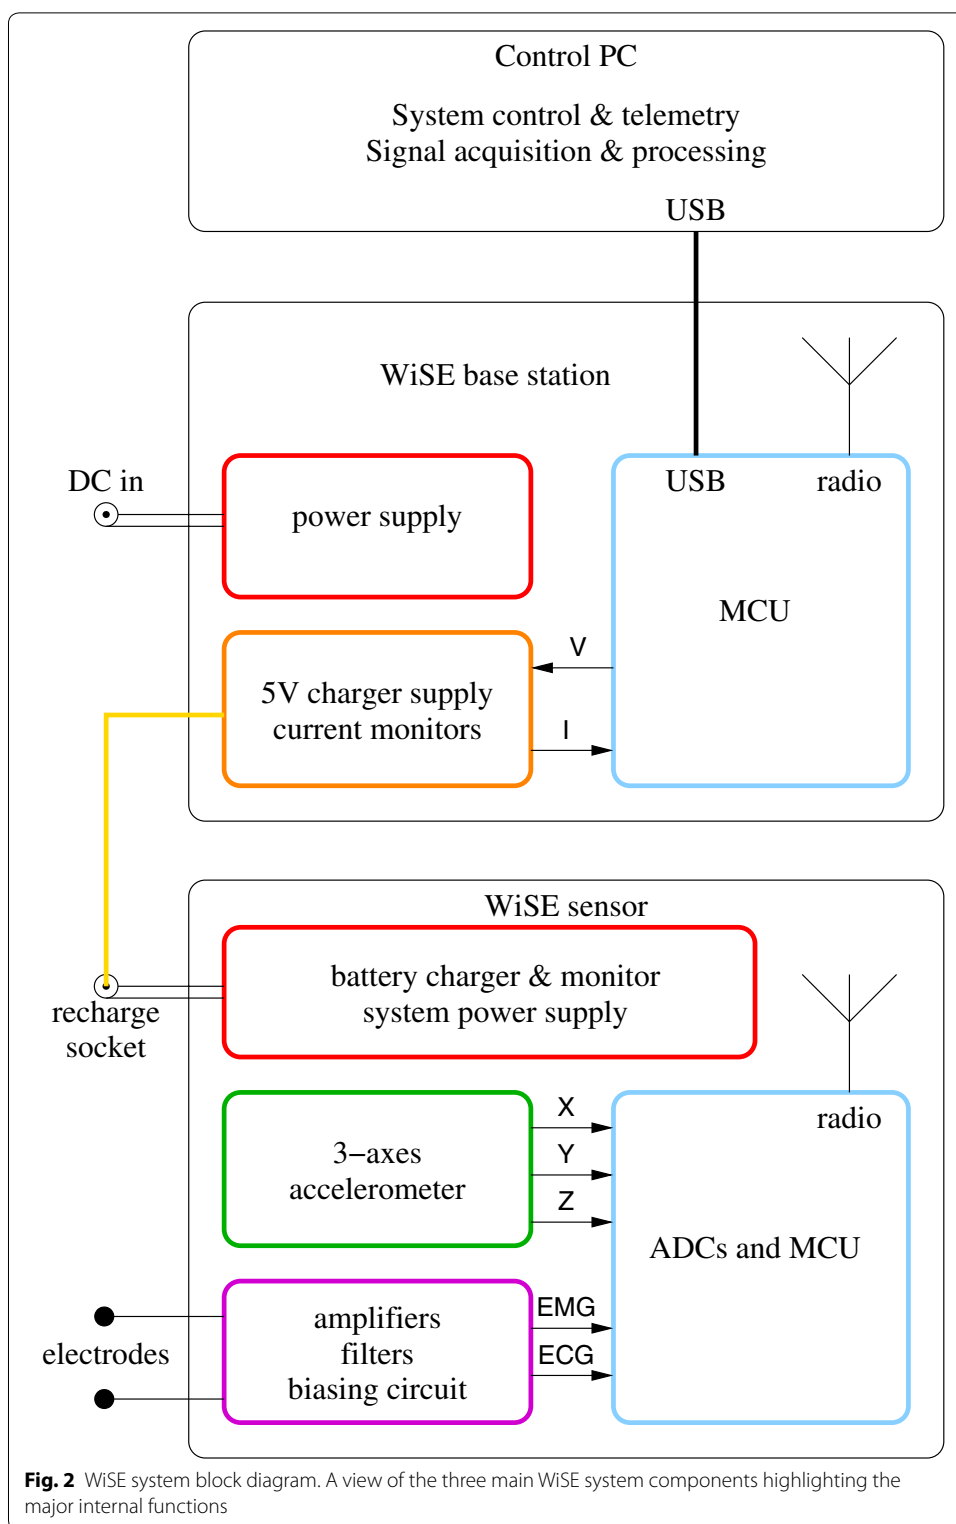 Control PC
System control & telemetry
Signal acquisition & processing
USB
WiSE base station
DC in
power supply
USB
radio
MCU
V
5V charger supply
current monitors
I
WiSE sensor
battery charger & monitor
system power supply
recharge
socket
radio
X
3−axes
Y
accelerometer
Z
ADCs and MCU
electrodes
amplifiers
filters
biasing circuit
EMG
ECG
Fig. 2 WiSE system block diagram. A view of the three main WiSE system components highlighting the
major internal functions